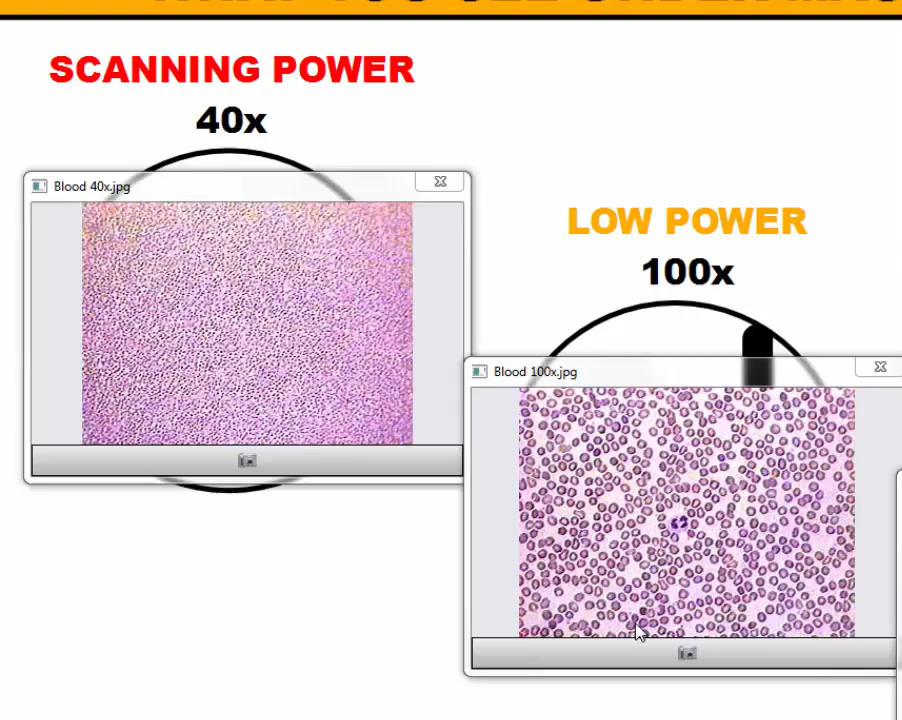 SCANNING POWER
40x
Blood 40x.jpg
LOW POWER
100x
Blood 100x.jpg